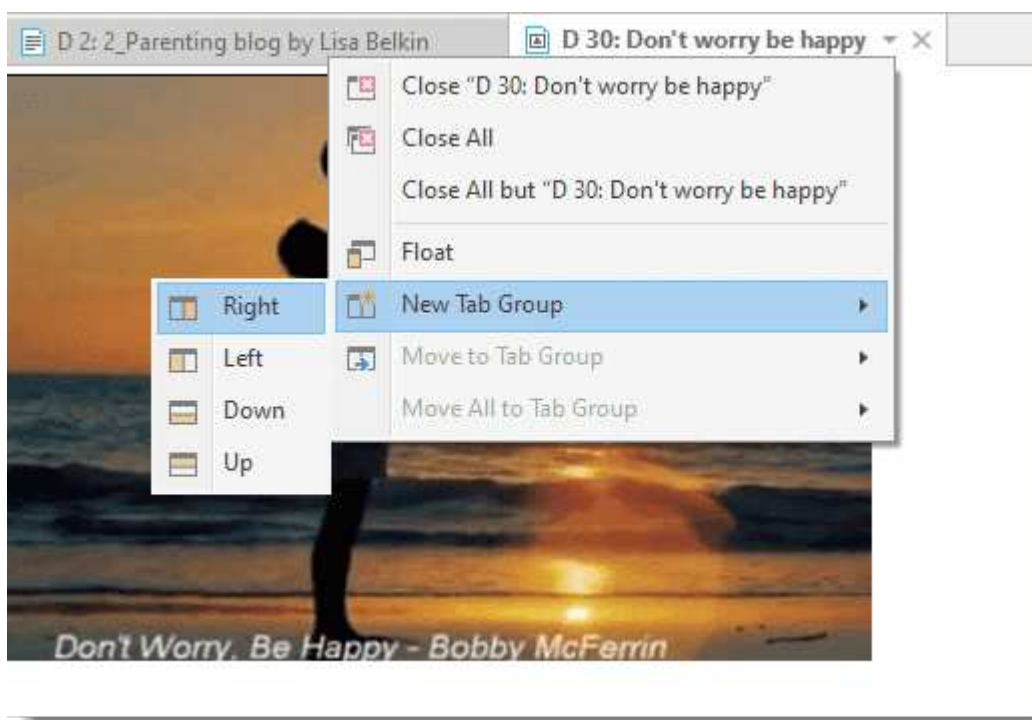 D 2: 2_Parenting blog by Lisa Belkin
D 30: Don't worry be happy
Close "D 30: Don't worry be happy"
Close All
Close All but "D 30: Don't worry be happy"
Float
New Tab Group
Move to Tab Group
Move All to Tab Group
Right
Left
Down
Up
Don't Worry, Be Happy - Bobby McFerrin